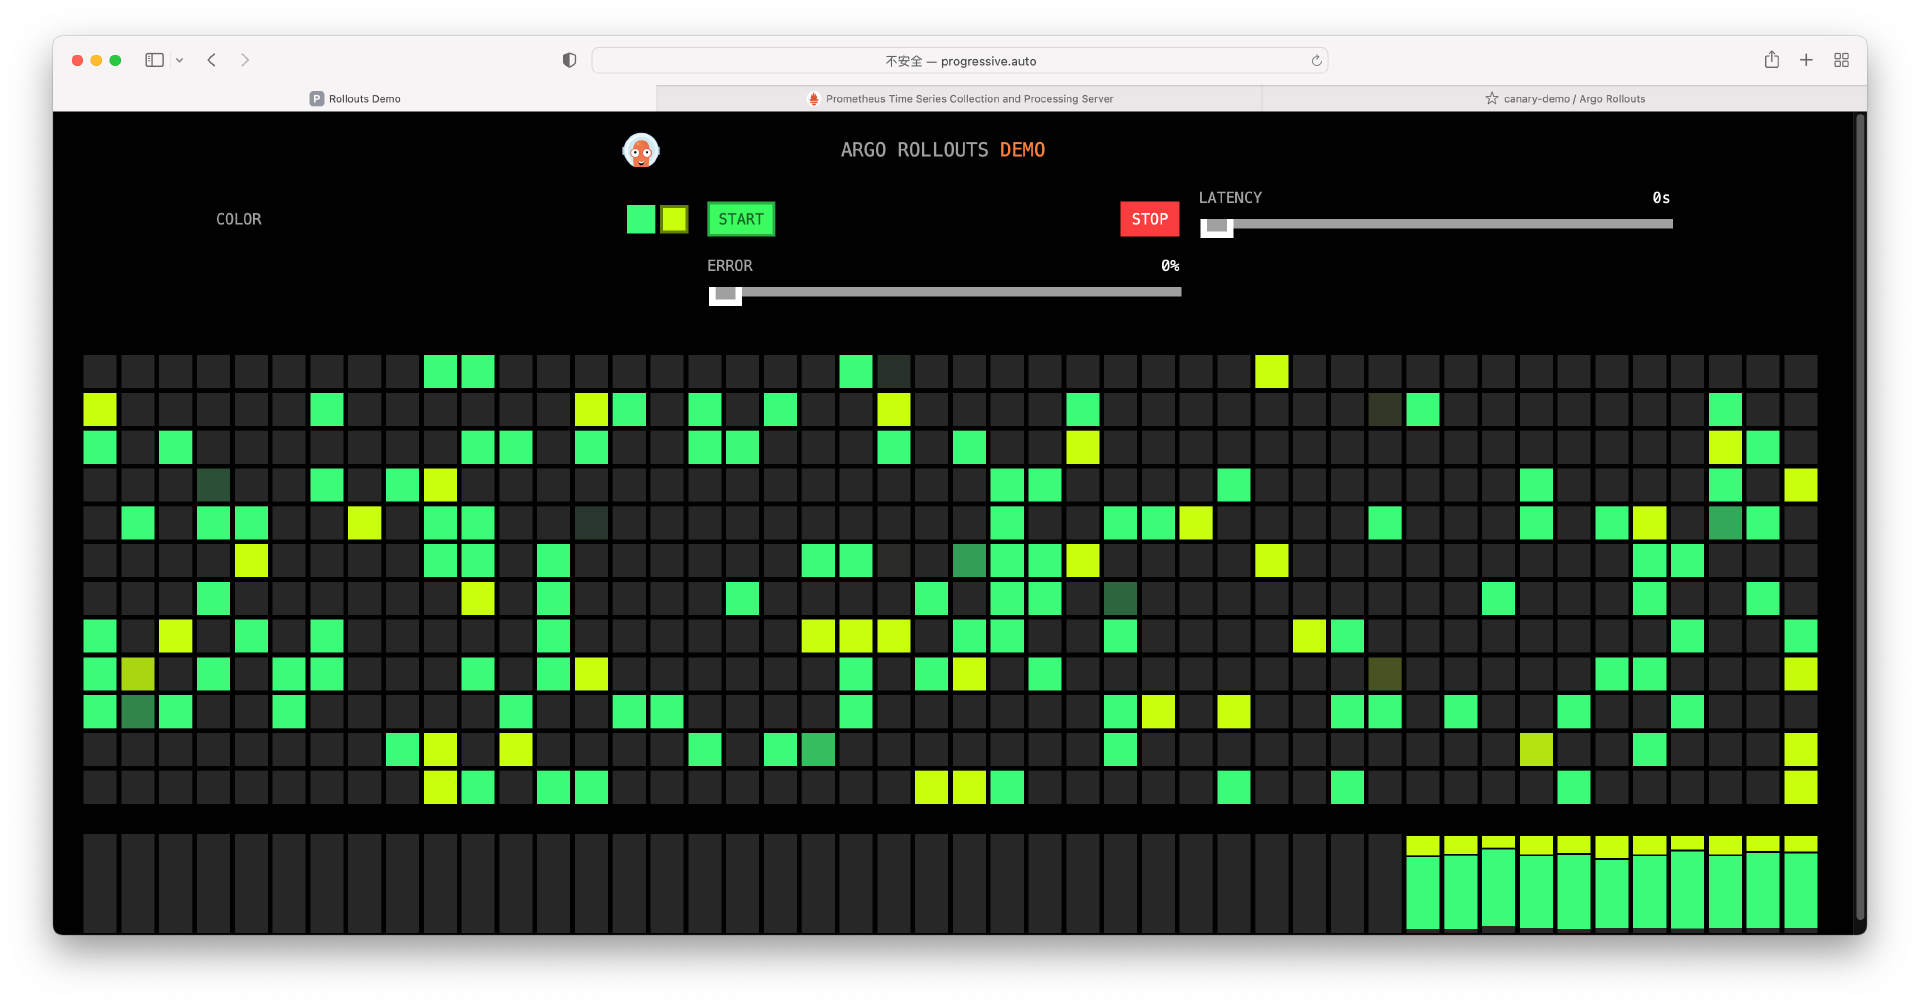 不安全 — progressive.auto
P Rollouts Demo
Prometheus Time Series Collection and Processing Server
canary-demo / Argo Rollouts
ARGO ROLLOUTS DEMO
LATENCY 0s
COLOR START STOP
ERROR 0%